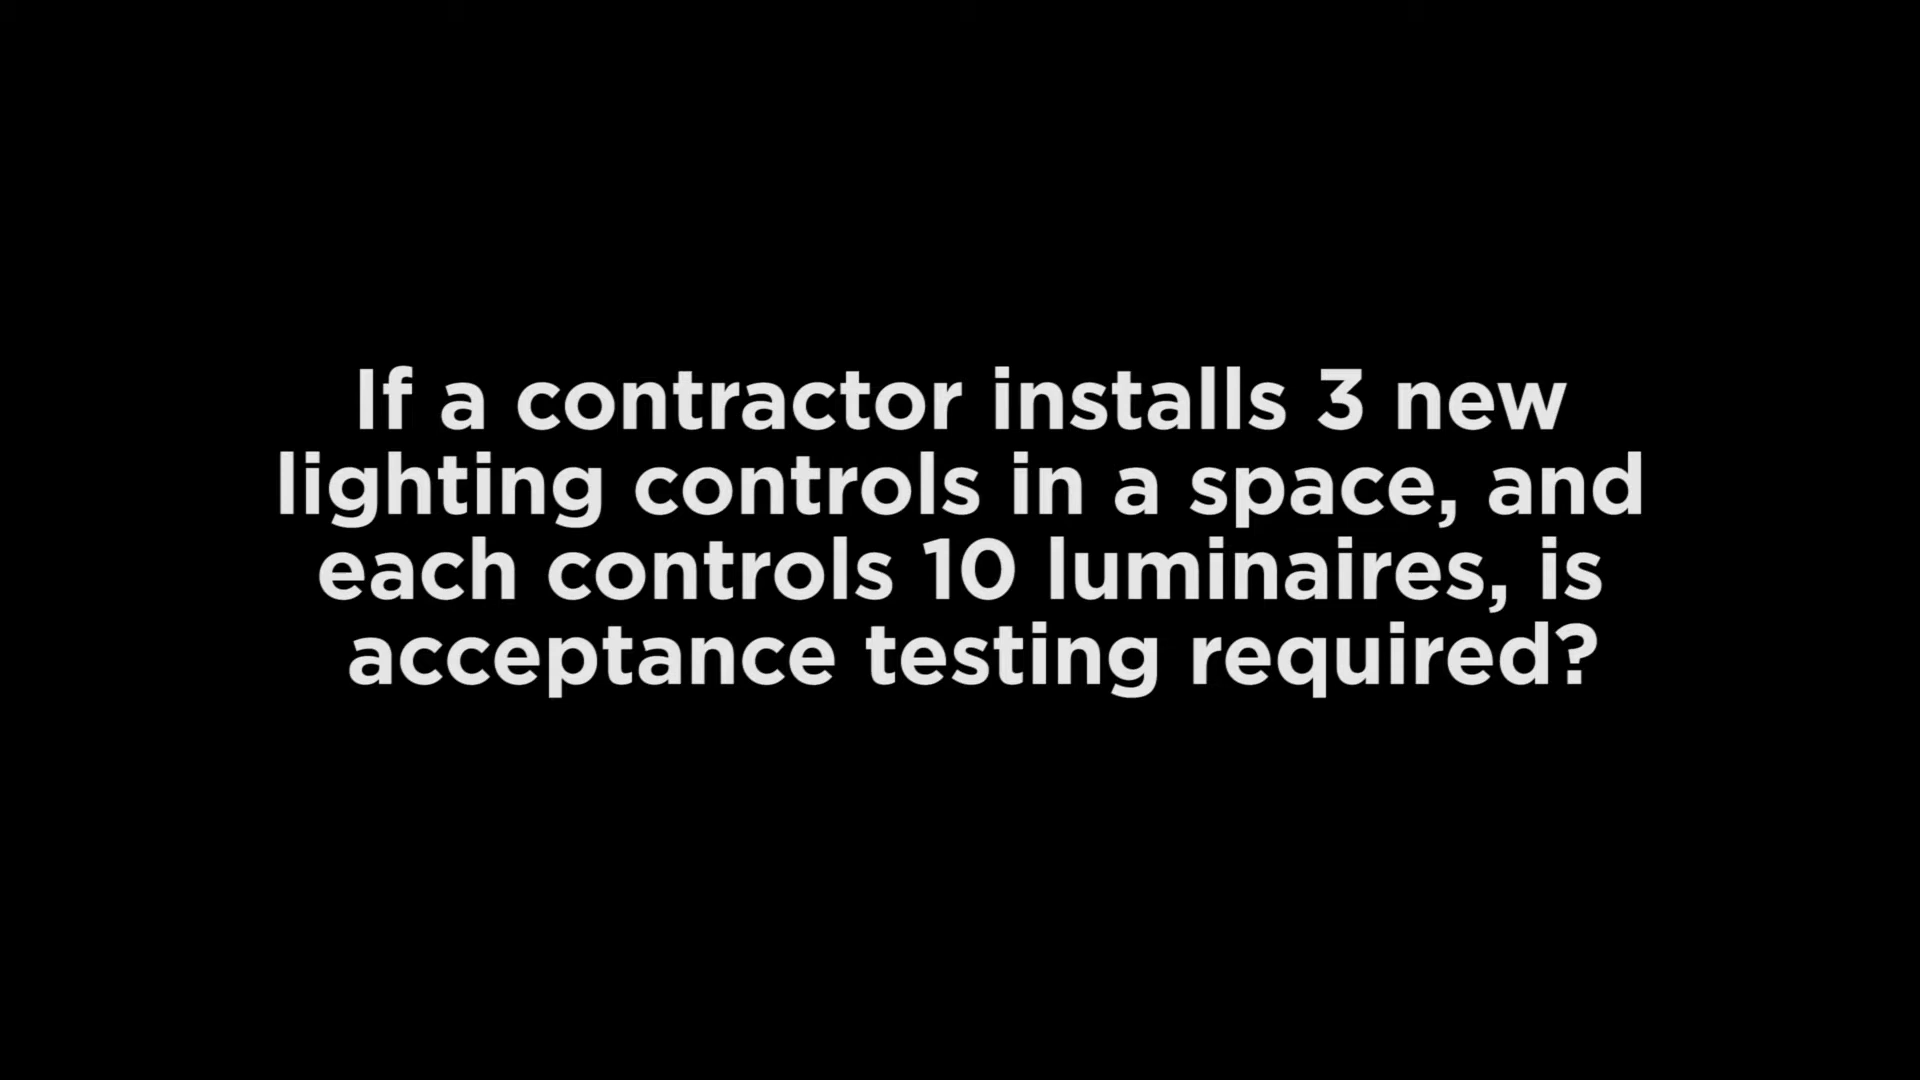 If a contractor installs 3 new
lighting controls in a space, and
each controls 10 luminaires, is
acceptance testing required?